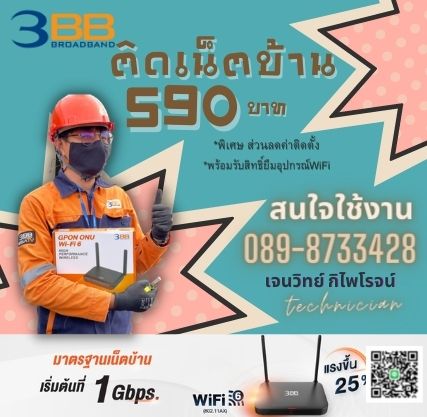 3BB
BROADBAND
ติดเน็ตบ้าน
590 บาท
*พิเศษ ส่วนลดค่าติดตั้ง
*พร้อมรับสิทธิ์ยืมอุปกรณ์WiFi
3BB
GPON ONU
Wi-Fi 6
HIGH
PERFORMANCE
WIRELESS
3BB
สนใจใช้งาน
089-8733428
เจนวิทย์ กิไพโรจน์
technician
มาตรฐานเน็ตบ้าน
เริ่มต้นที่ 1 Gbps.
WiFi 6
(802.11AX)
3BB
แรงขึ้น
25%